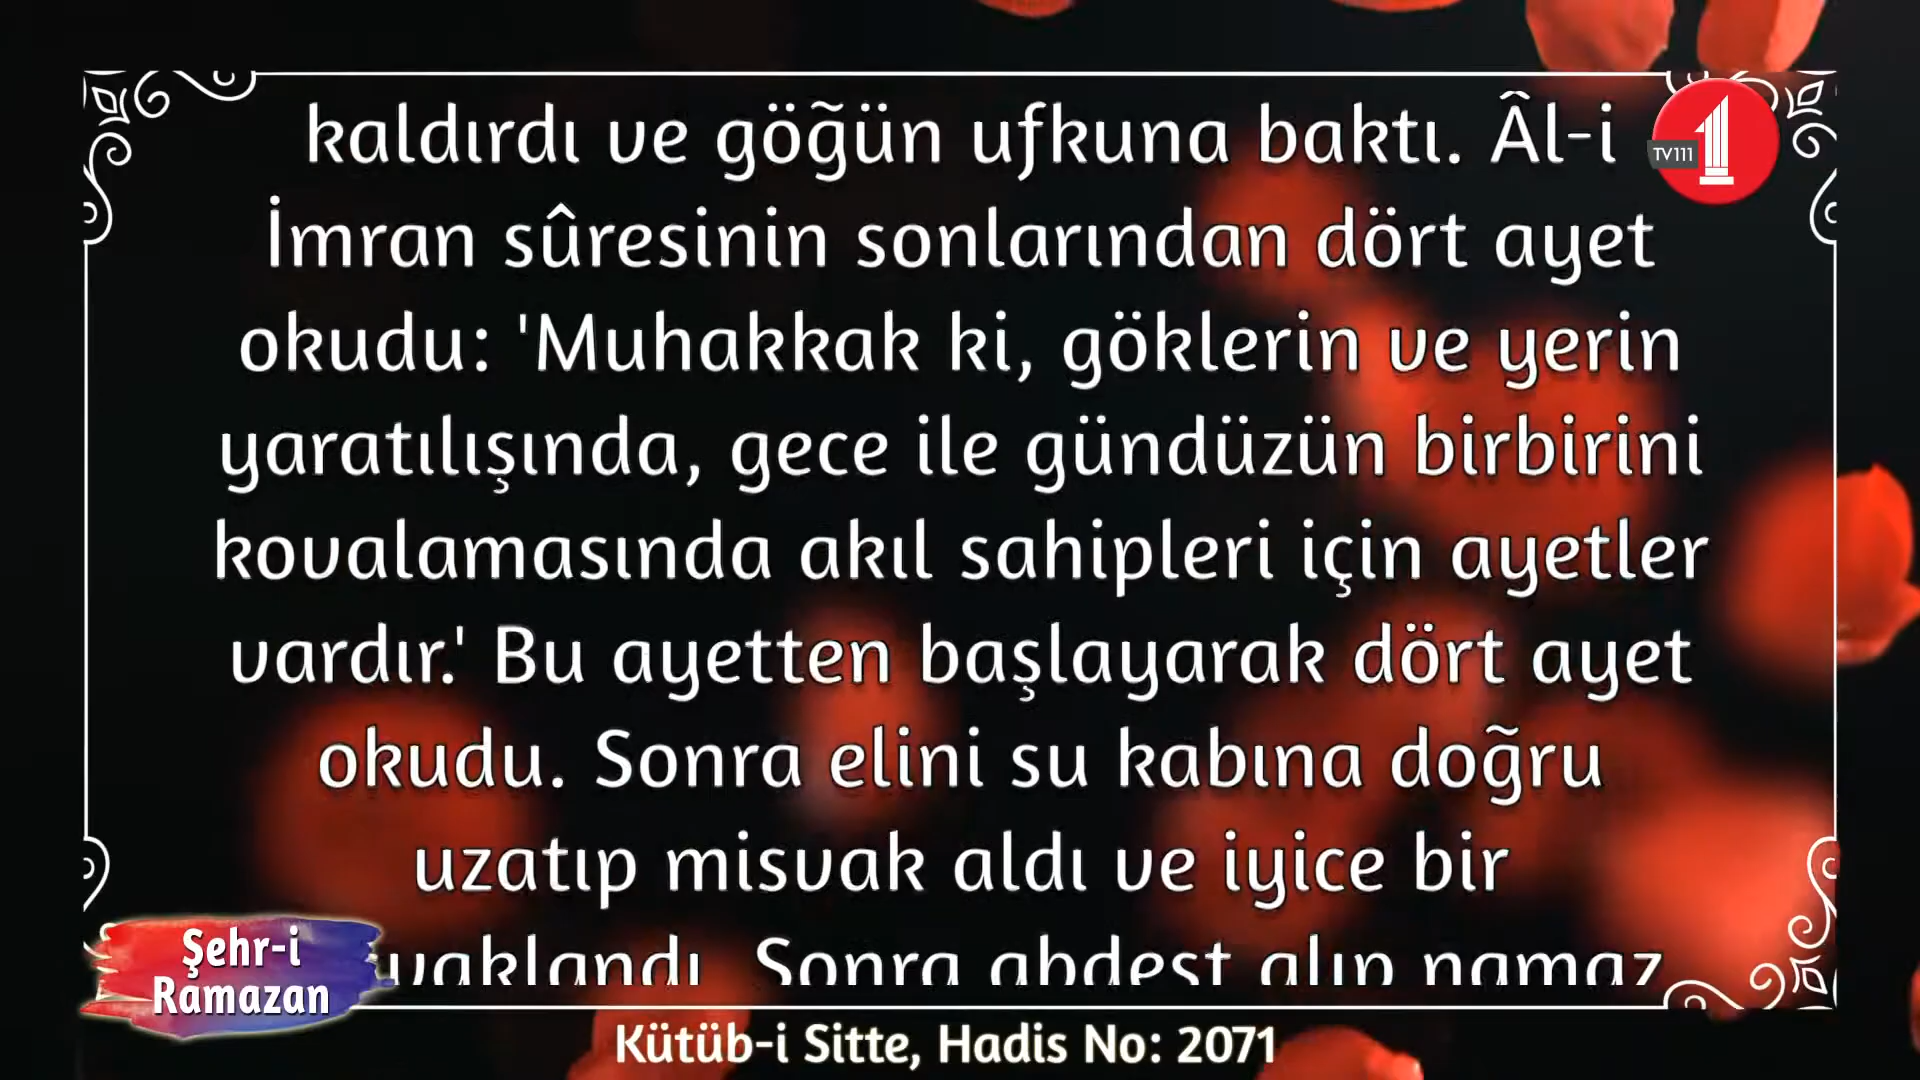 kaldırdı ve göğün ufkuna baktı. Âl-i
TV111
İmran sûresinin sonlarından dört ayet
okudu: 'Muhakkak ki, göklerin ve yerin
yaratılışında, gece ile gündüzün birbirini
kovalamasında akıl sahipleri için ayetler
vardır.' Bu ayetten başlayarak dört ayet
okudu. Sonra elini su kabına doğru
uzatıp misvak aldı ve iyice bir
Sonra abdest alıp namaz
Şehr-i
Ramazan
Kütüb-i Sitte, Hadis No: 2071